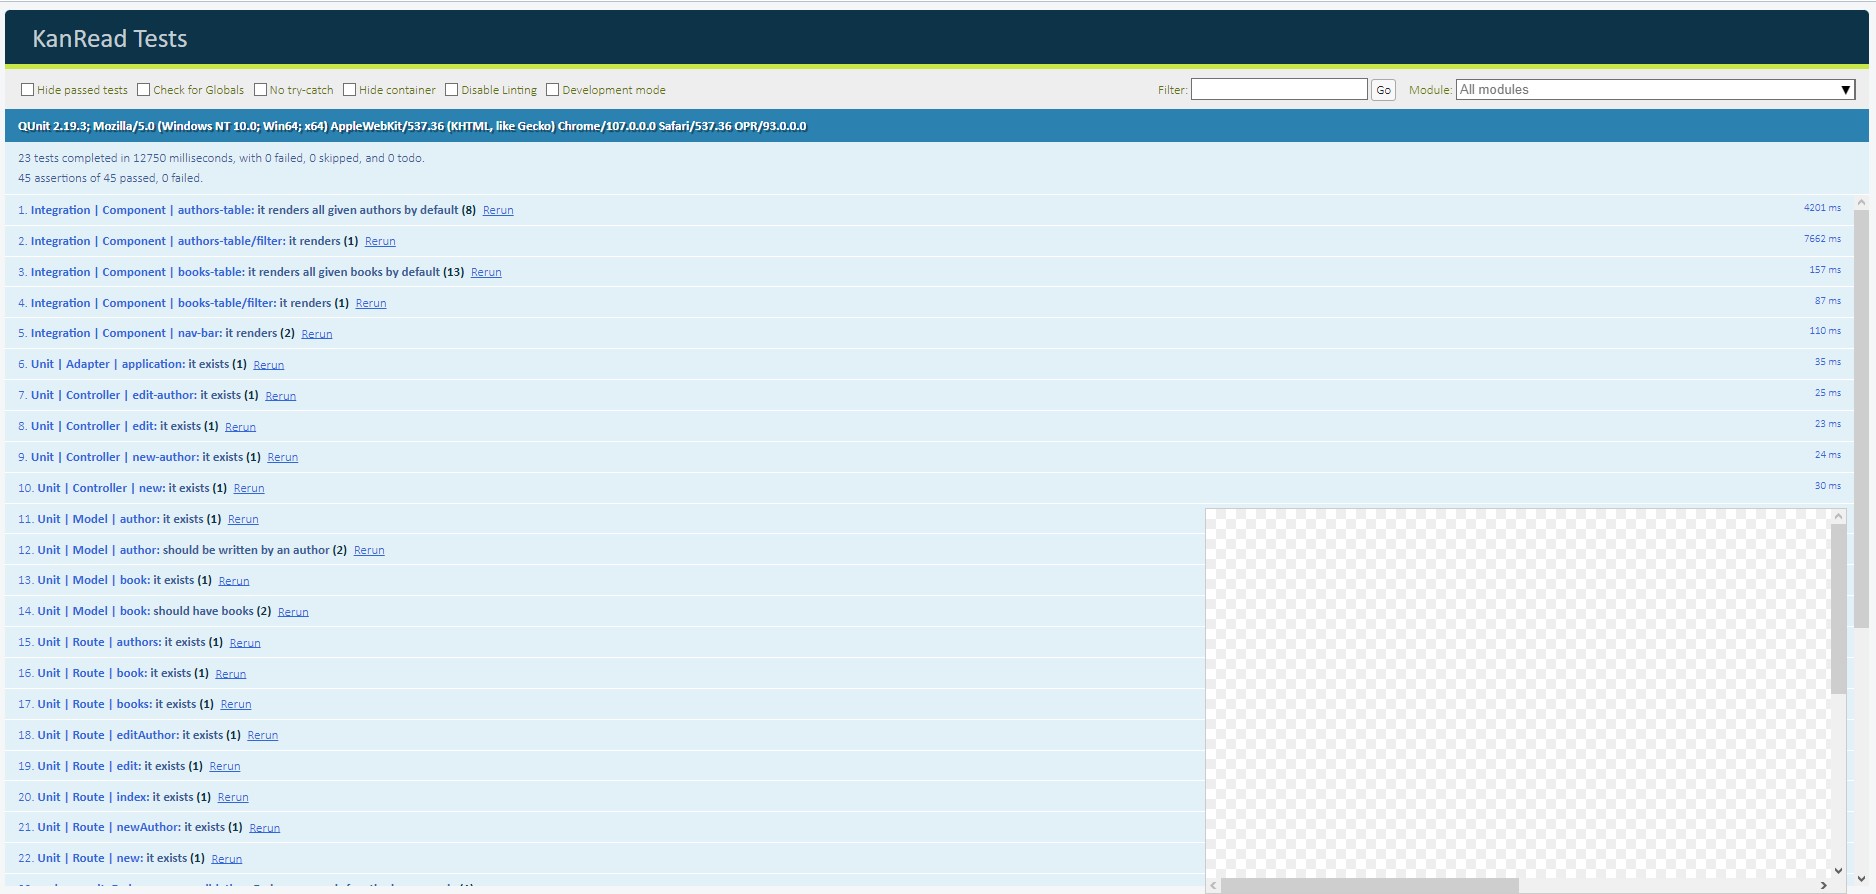 KanRead Tests
Hide passed tests Check for Globals No try-catch Hide container Disable Linting Development mode Filter: Go Module: All modules ▼
QUnit 2.19.3; Mozilla/5.0 (Windows NT 10.0; Win64; x64) AppleWebKit/537.36 (KHTML, like Gecko) Chrome/107.0.0.0 Safari/537.36 OPR/93.0.0.0
23 tests completed in 12750 milliseconds, with 0 failed, 0 skipped, and 0 todo.
45 assertions of 45 passed, 0 failed.
1. Integration | Component | authors-table: it renders all given authors by default (8) Rerun 4201 ms
2. Integration | Component | authors-table/filter: it renders (1) Rerun 7662 ms
3. Integration | Component | books-table: it renders all given books by default (13) Rerun 157 ms
4. Integration | Component | books-table/filter: it renders (1) Rerun 87 ms
5. Integration | Component | nav-bar: it renders (2) Rerun 110 ms
6. Unit | Adapter | application: it exists (1) Rerun 35 ms
7. Unit | Controller | edit-author: it exists (1) Rerun 25 ms
8. Unit | Controller | edit: it exists (1) Rerun 23 ms
9. Unit | Controller | new-author: it exists (1) Rerun 24 ms
10. Unit | Controller | new: it exists (1) Rerun 30 ms
11. Unit | Model | author: it exists (1) Rerun
12. Unit | Model | author: should be written by an author (2) Rerun
13. Unit | Model | book: it exists (1) Rerun
14. Unit | Model | book: should have books (2) Rerun
15. Unit | Route | authors: it exists (1) Rerun
16. Unit | Route | book: it exists (1) Rerun
17. Unit | Route | books: it exists (1) Rerun
18. Unit | Route | editAuthor: it exists (1) Rerun
19. Unit | Route | edit: it exists (1) Rerun
20. Unit | Route | index: it exists (1) Rerun
21. Unit | Route | newAuthor: it exists (1) Rerun
22. Unit | Route | new: it exists (1) Rerun